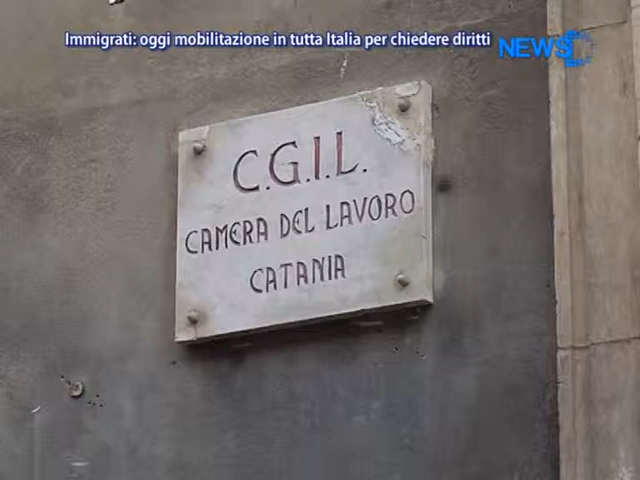 Immigrati: oggi mobilitazione in tutta Italia per chiedere diritti
NEWS
C.G.I.L.
CAMERA DEL LAVORO
CATANIA